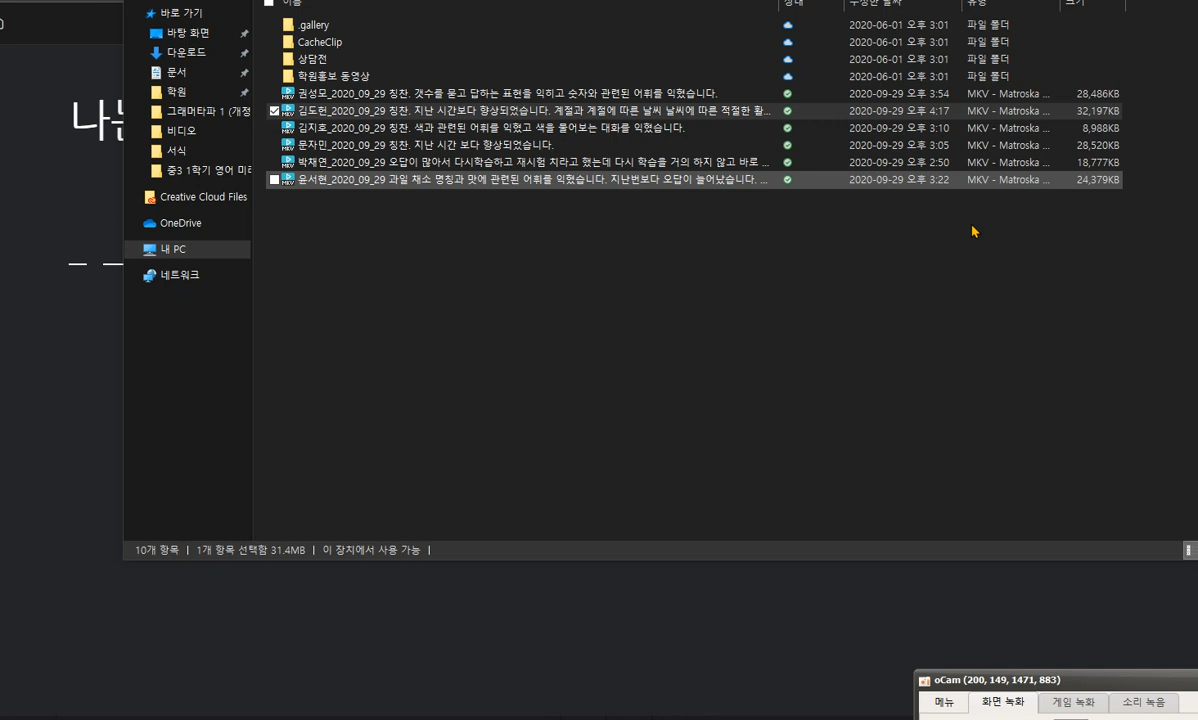 바로 가기
바탕 화면
다운로드
문서
학원
그래머타파 1 (개정
비디오
서식
중3 1학기 영어 미래
Creative Cloud Files
OneDrive
내 PC
네트워크
이름 상태 수정한 날짜 유형 크기
.gallery 2020-06-01 오후 3:01 파일 폴더
CacheClip 2020-06-01 오후 3:01 파일 폴더
상담전 2020-06-01 오후 3:01 파일 폴더
학원홍보 동영상 2020-06-01 오후 3:01 파일 폴더
권성모_2020_09_29 칭찬. 갯수를 묻고 답하는 표현을 익히고 숫자와 관련된 어휘를 익혔습니다. 2020-09-29 오후 3:54 MKV - Matroska ... 28,486KB
김도헌_2020_09_29 칭찬. 지난 시간보다 향상되었습니다. 계절과 계절에 따른 날씨 날씨에 따른 적절한 활... 2020-09-29 오후 4:17 MKV - Matroska ... 32,197KB
김지호_2020_09_29 칭찬. 색과 관련된 어휘를 익혔고 색을 물어보는 대화를 익혔습니다. 2020-09-29 오후 3:10 MKV - Matroska ... 8,988KB
문자민_2020_09_29 칭찬. 지난 시간 보다 향상되었습니다. 2020-09-29 오후 3:05 MKV - Matroska ... 28,520KB
박채연_2020_09_29 오답이 많아서 다시학습하고 재시험 치라고 했는데 다시 학습을 거의 하지 않고 바로 ... 2020-09-29 오후 2:50 MKV - Matroska ... 18,777KB
윤서현_2020_09_29 과일 채소 명칭과 맛에 관련된 어휘를 익혔습니다. 지난번보다 오답이 늘어났습니다. ... 2020-09-29 오후 3:22 MKV - Matroska ... 24,379KB
10개 항목 | 1개 항목 선택함 31.4MB | 이 장치에서 사용 가능 |
oCam (200, 149, 1471, 883)
메뉴 화면 녹화 게임 녹화 소리 녹음